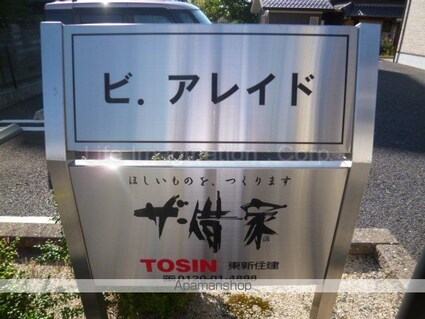 ビ．アレイド
ほしいものを、つくります
ザ・借家
TOSIN 東新住建
Apamanshop